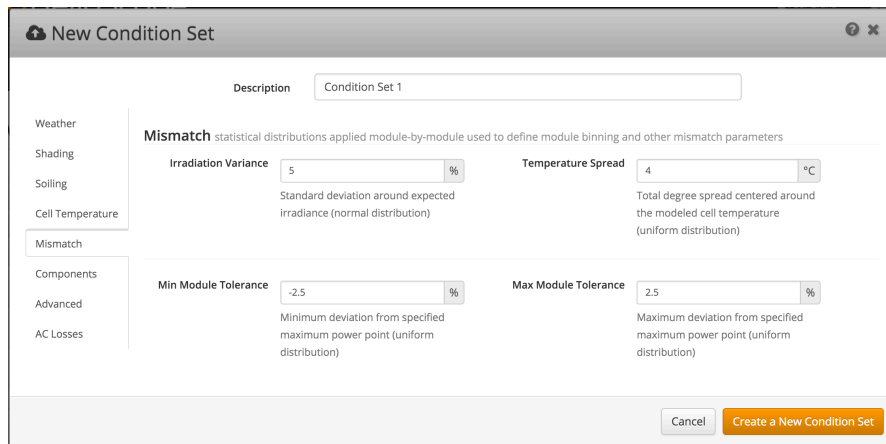 New Condition Set
Description
Condition Set 1
Weather
Shading
Soiling
Cell Temperature
Mismatch
Components
Advanced
AC Losses
Mismatch statistical distributions applied module-by-module used to define module binning and other mismatch parameters
Irradiation Variance
5 %
Standard deviation around expected
irradiance (normal distribution)
Temperature Spread
4 °C
Total degree spread centered around
the modeled cell temperature
(uniform distribution)
Min Module Tolerance
-2.5 %
Minimum deviation from specified
maximum power point (uniform
distribution)
Max Module Tolerance
2.5 %
Maximum deviation from specified
maximum power point (uniform
distribution)
Cancel
Create a New Condition Set